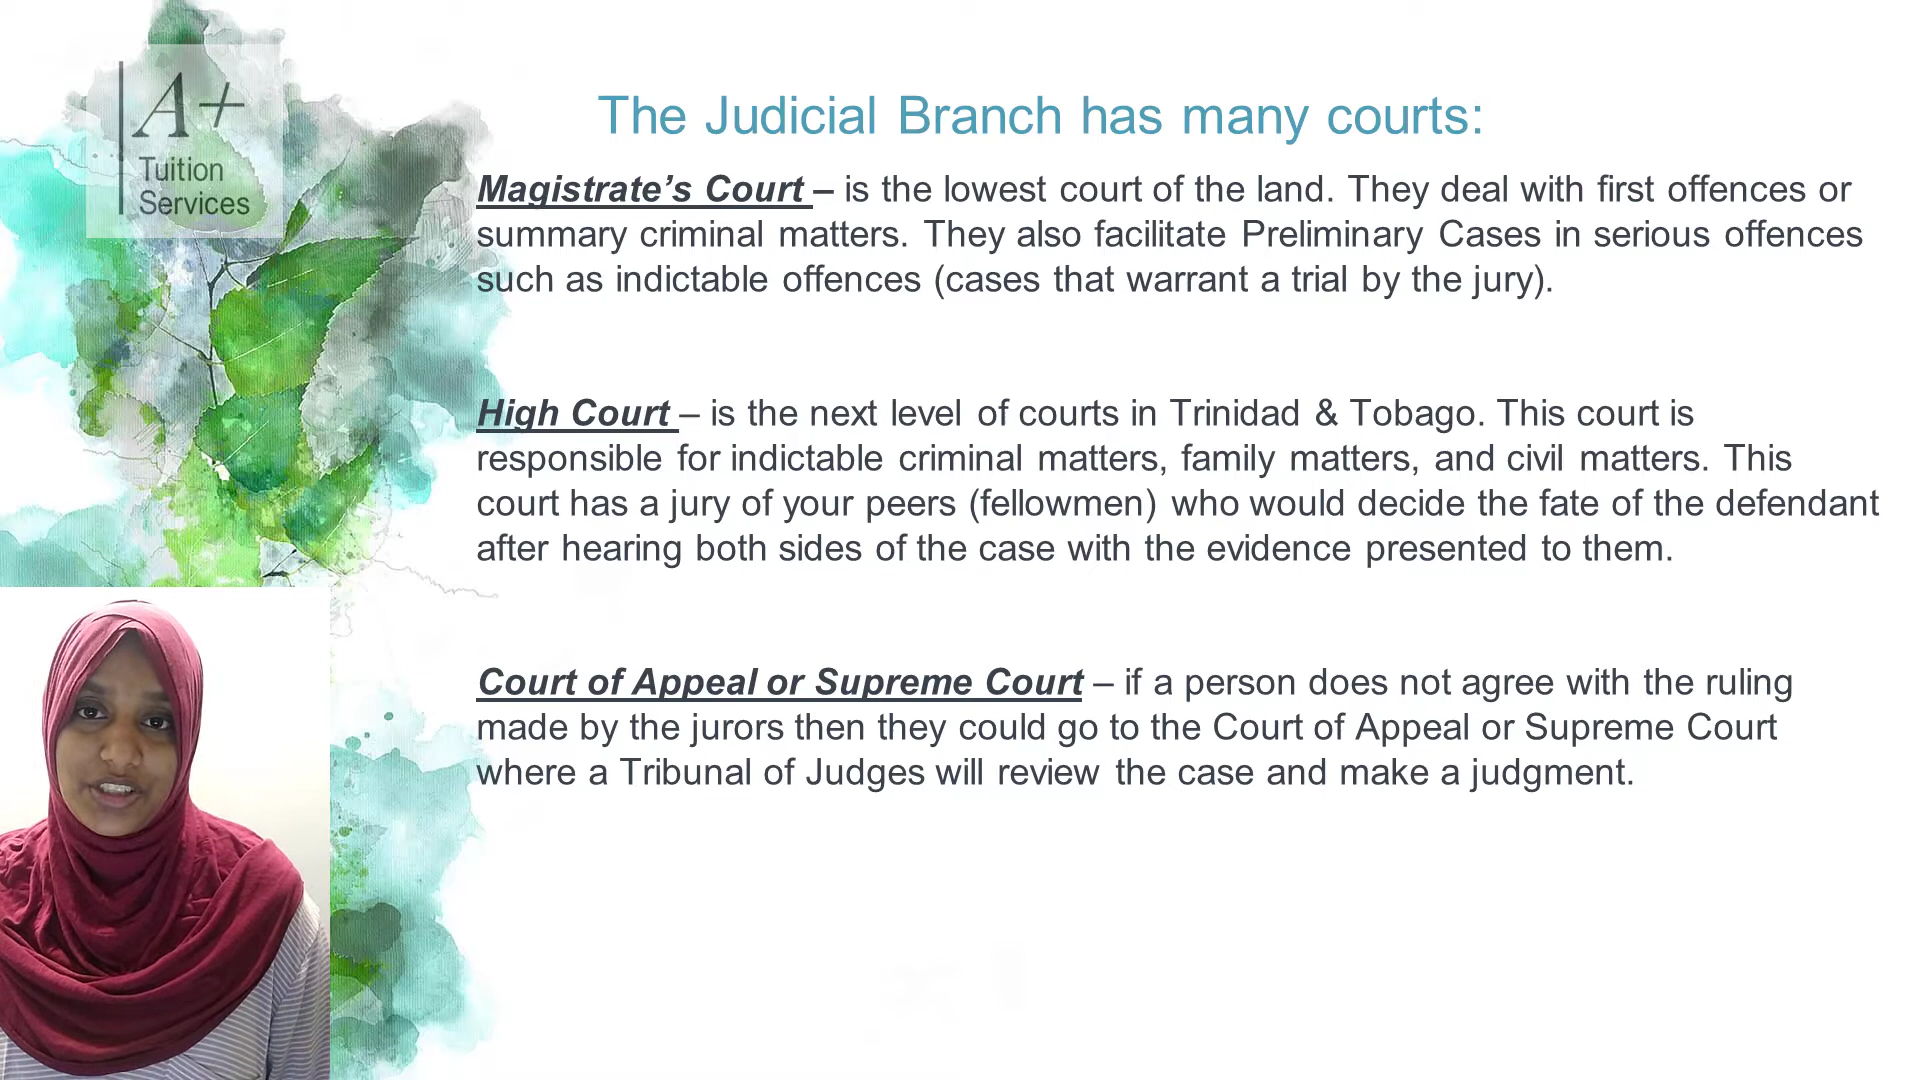 A+
Tuition
Services
The Judicial Branch has many courts:
Magistrate’s Court – is the lowest court of the land. They deal with first offences or
summary criminal matters. They also facilitate Preliminary Cases in serious offences
such as indictable offences (cases that warrant a trial by the jury).
High Court – is the next level of courts in Trinidad & Tobago. This court is
responsible for indictable criminal matters, family matters, and civil matters. This
court has a jury of your peers (fellowmen) who would decide the fate of the defendant
after hearing both sides of the case with the evidence presented to them.
Court of Appeal or Supreme Court – if a person does not agree with the ruling
made by the jurors then they could go to the Court of Appeal or Supreme Court
where a Tribunal of Judges will review the case and make a judgment.